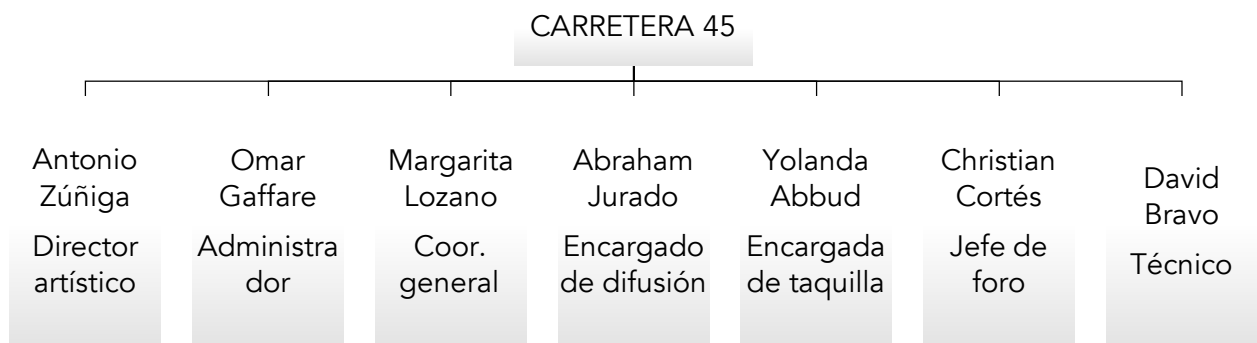 CARRETERA 45
Antonio
Zúñiga
Director
artístico
Omar
Gaffare
Administra
dor
Margarita
Lozano
Coor.
general
Abraham
Jurado
Encargado
de difusión
Yolanda
Abbud
Encargada
de taquilla
Christian
Cortés
Jefe de
foro
David
Bravo
Técnico